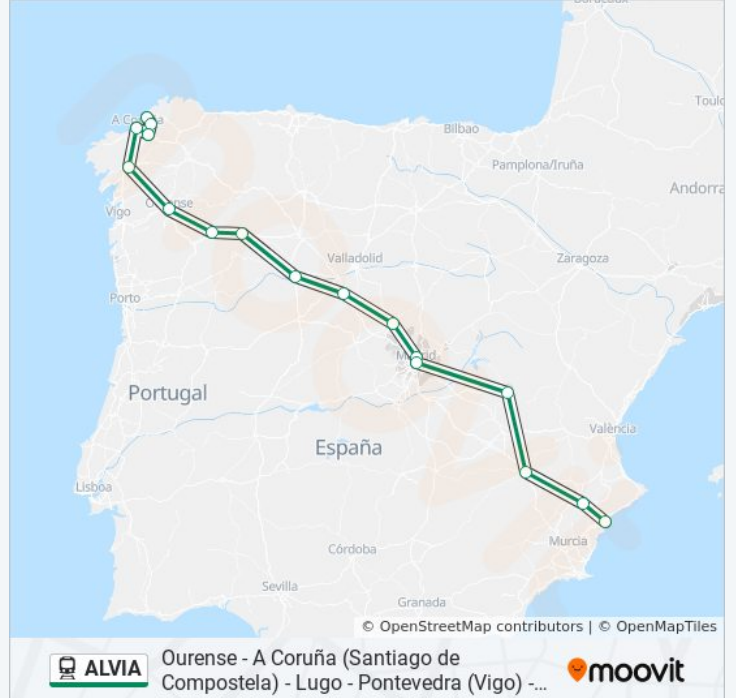 Bordeaux
Toulo
A Coruña
Bilbao
Pamplona/Iruña
Andorra
Vigo
Ourense
Valladolid
Zaragoza
Porto
Madrid
Portugal
València
España
Lisboa
Murcia
Córdoba
Sevilla
Granada
© OpenStreetMap contributors | © OpenMapTiles
ALVIA
Ourense - A Coruña (Santiago de
Compostela) - Lugo - Pontevedra (Vigo) -...
moovit